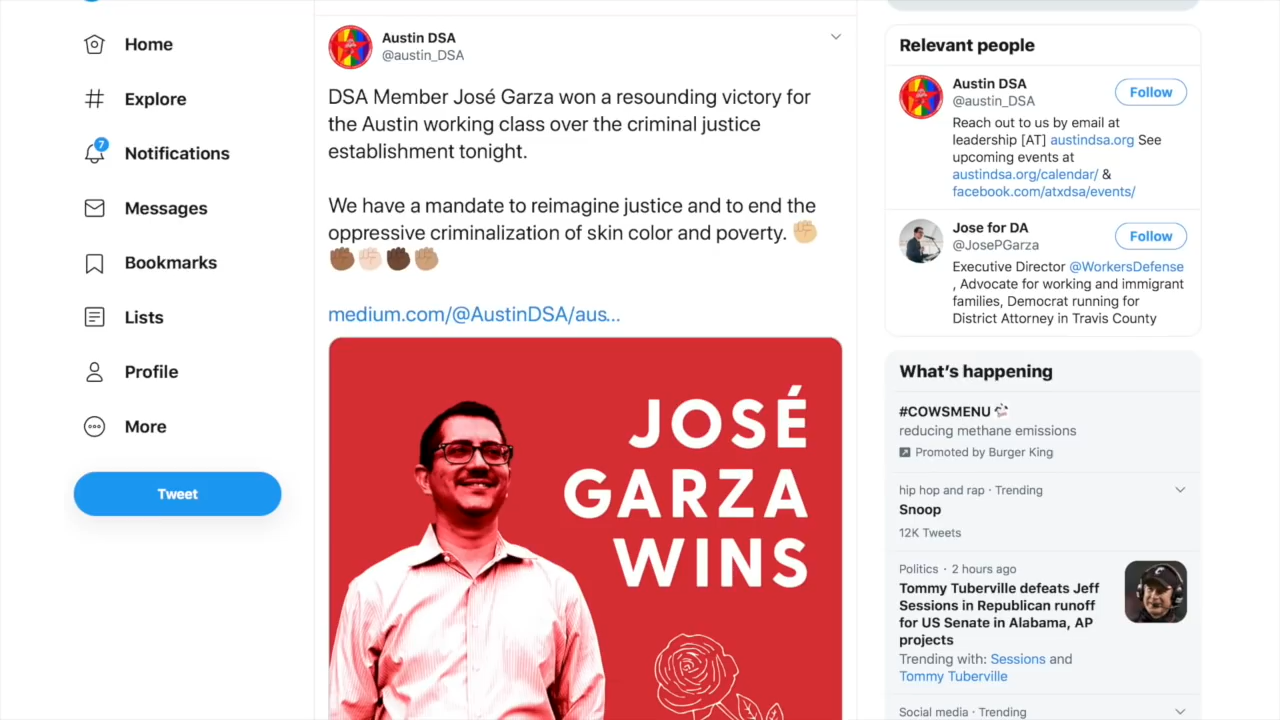 Home
Explore
7
Notifications
Messages
Bookmarks
Lists
Profile
More
Tweet
Austin DSA
@austin_DSA
DSA Member José Garza won a resounding victory for
the Austin working class over the criminal justice
establishment tonight.
We have a mandate to reimagine justice and to end the
oppressive criminalization of skin color and poverty. ✊🏼
✊🏾✊🏻✊🏿✊🏽
medium.com/@AustinDSA/aus...
JOSÉ
GARZA
WINS
Relevant people
Austin DSA
@austin_DSA
Follow
Reach out to us by email at
leadership [AT] austindsa.org See
upcoming events at
austindsa.org/calendar/ &
facebook.com/atxdsa/events/
Jose for DA
@JosePGarza
Follow
Executive Director @WorkersDefense
, Advocate for working and immigrant
families, Democrat running for
District Attorney in Travis County
What's happening
#COWSMENU
reducing methane emissions
Promoted by Burger King
hip hop and rap · Trending
Snoop
12K Tweets
Politics · 2 hours ago
Tommy Tuberville defeats Jeff
Sessions in Republican runoff
for US Senate in Alabama, AP
projects
Trending with: Sessions and
Tommy Tuberville
Social media · Trending